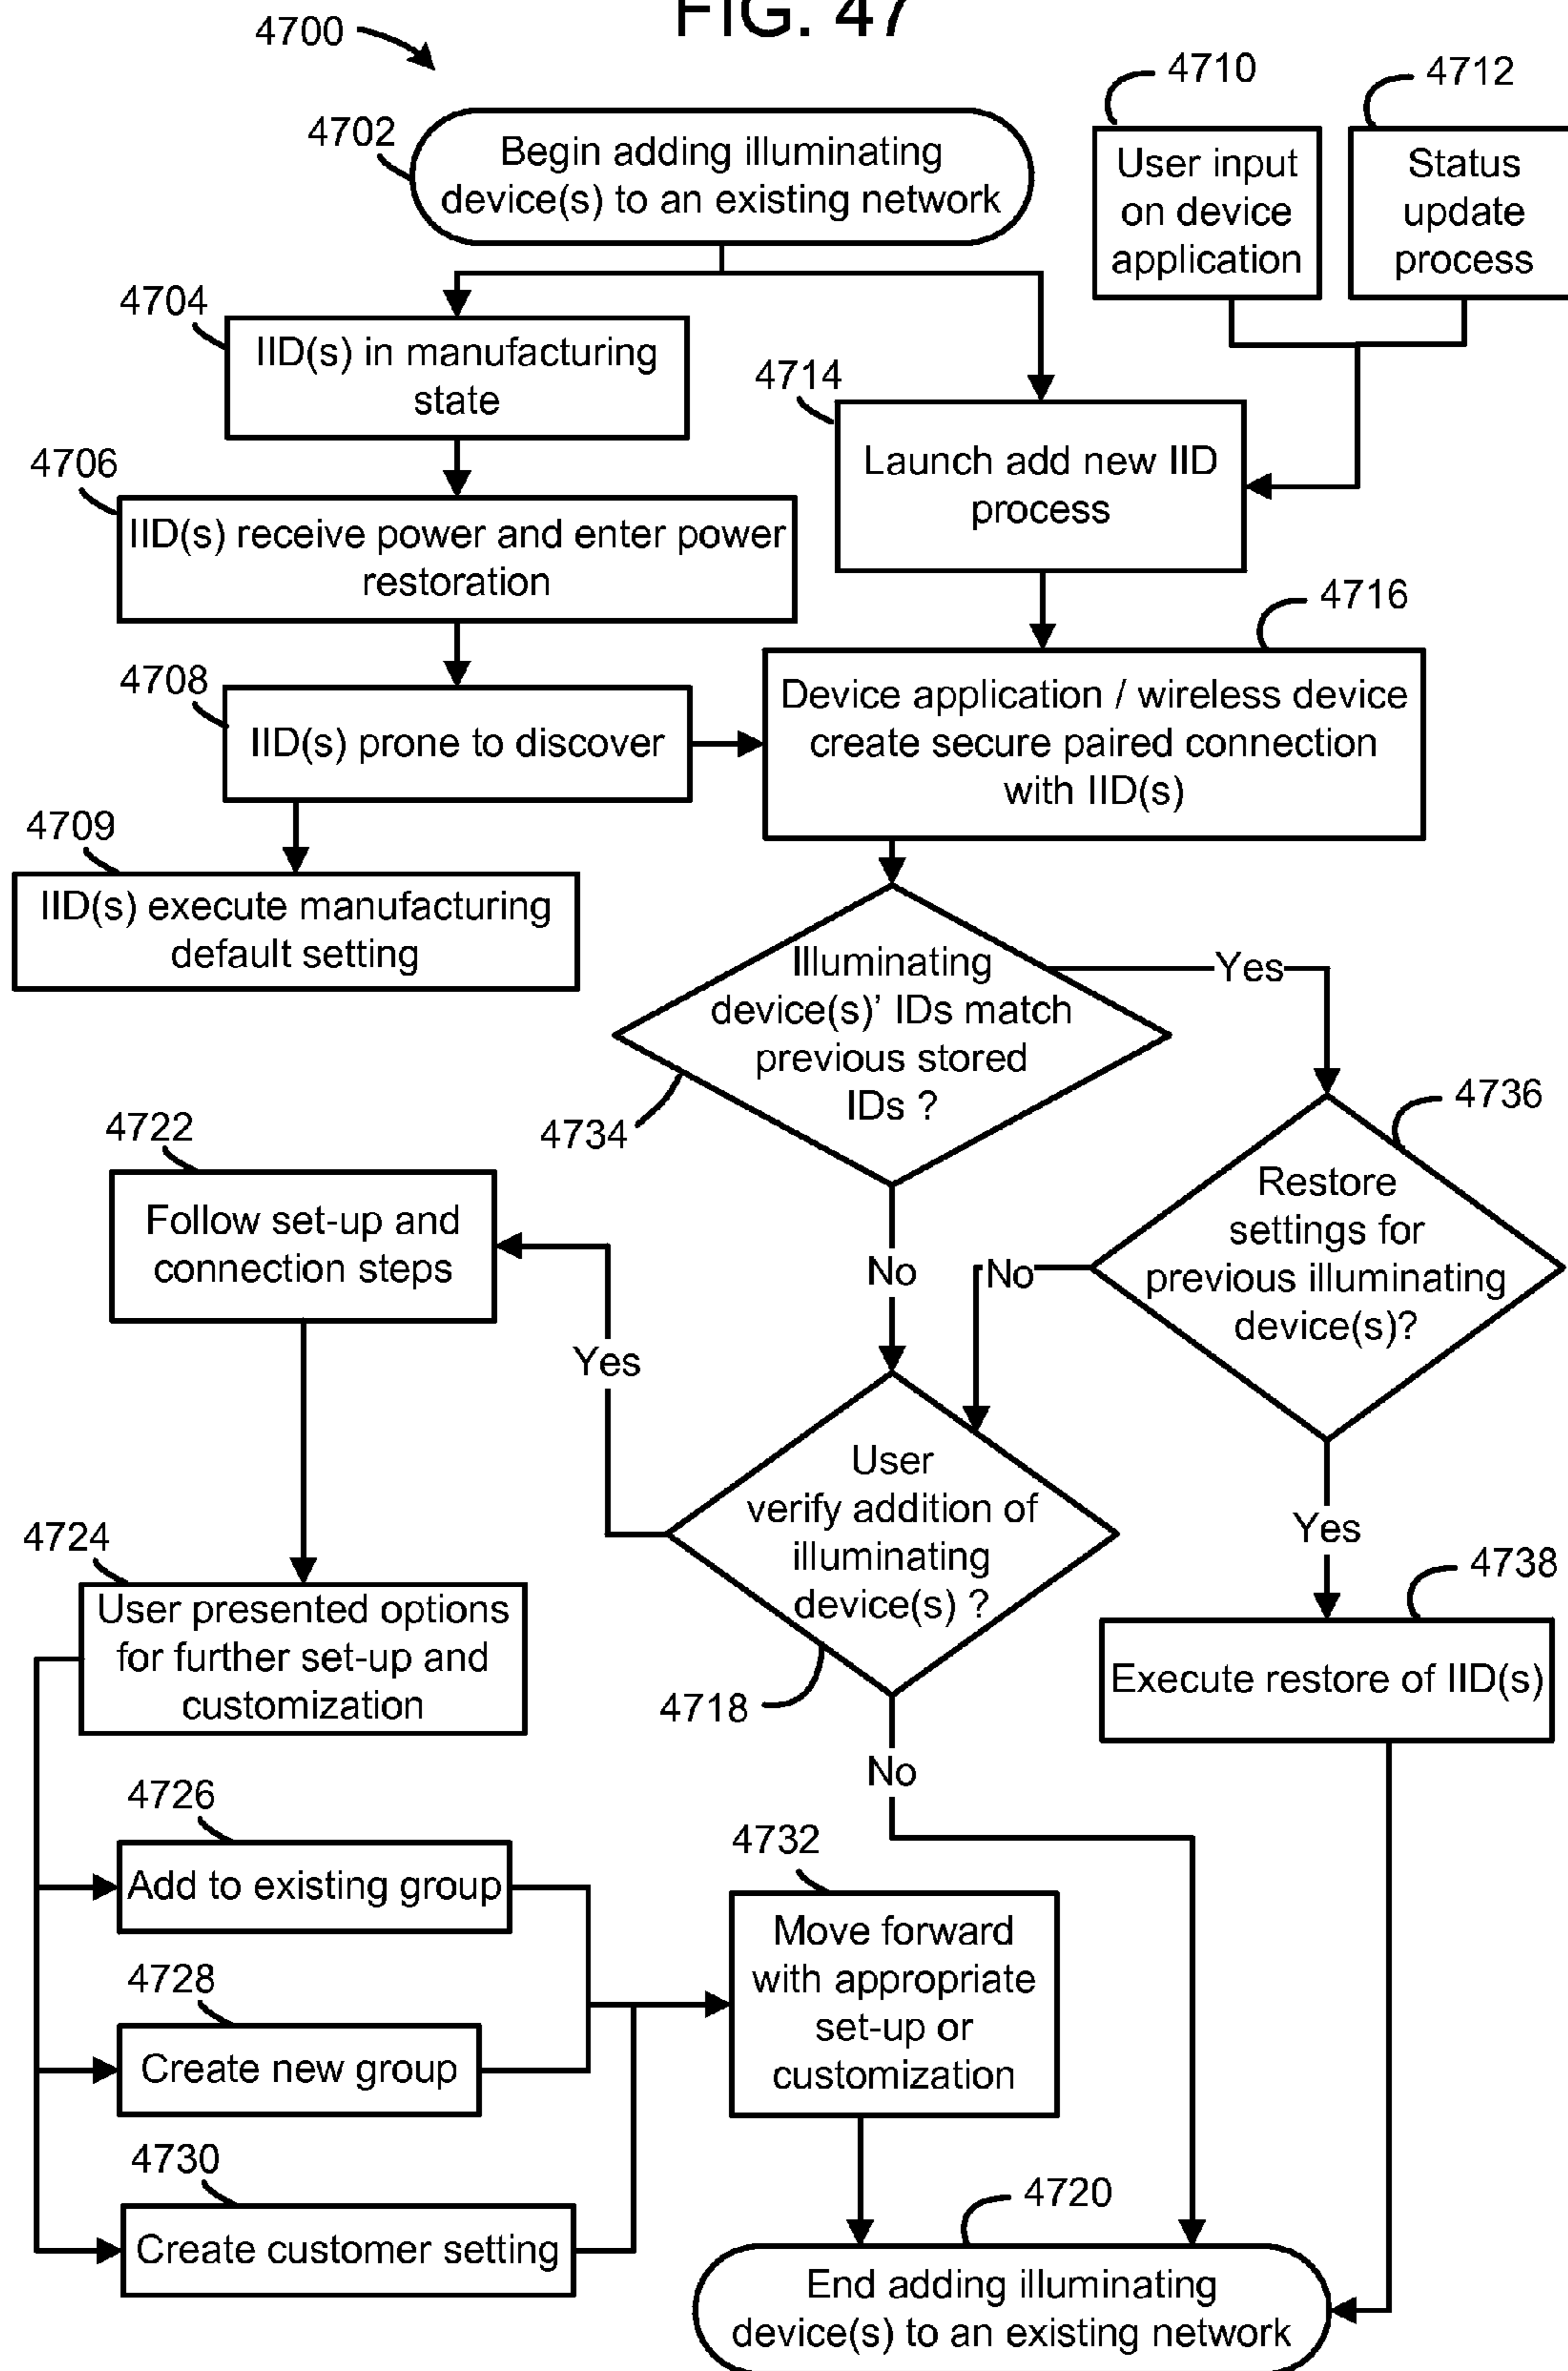 FIG. 47
4700
4710
4712
4702
Begin adding illuminating
device(s) to an existing network
User input
on device
application
Status
update
process
4704
IID(s) in manufacturing
state
4714
Launch add new IID
process
4706
IID(s) receive power and enter power
restoration
4716
4708
IID(s) prone to discover
Device application / wireless device
create secure paired connection
with IID(s)
4709
IID(s) execute manufacturing
default setting
Illuminating
device(s)’ IDs match
previous stored
IDs ?
Yes
4734
4736
4722
Follow set-up and
connection steps
Restore
settings for
previous illuminating
device(s)?
No
No
Yes
User
verify addition of
illuminating
device(s) ?
Yes
4724
User presented options
for further set-up and
customization
4718
4738
Execute restore of IID(s)
No
4726
Add to existing group
4732
Move forward
with appropriate
set-up or
customization
4728
Create new group
4730
Create customer setting
4720
End adding illuminating
device(s) to an existing network